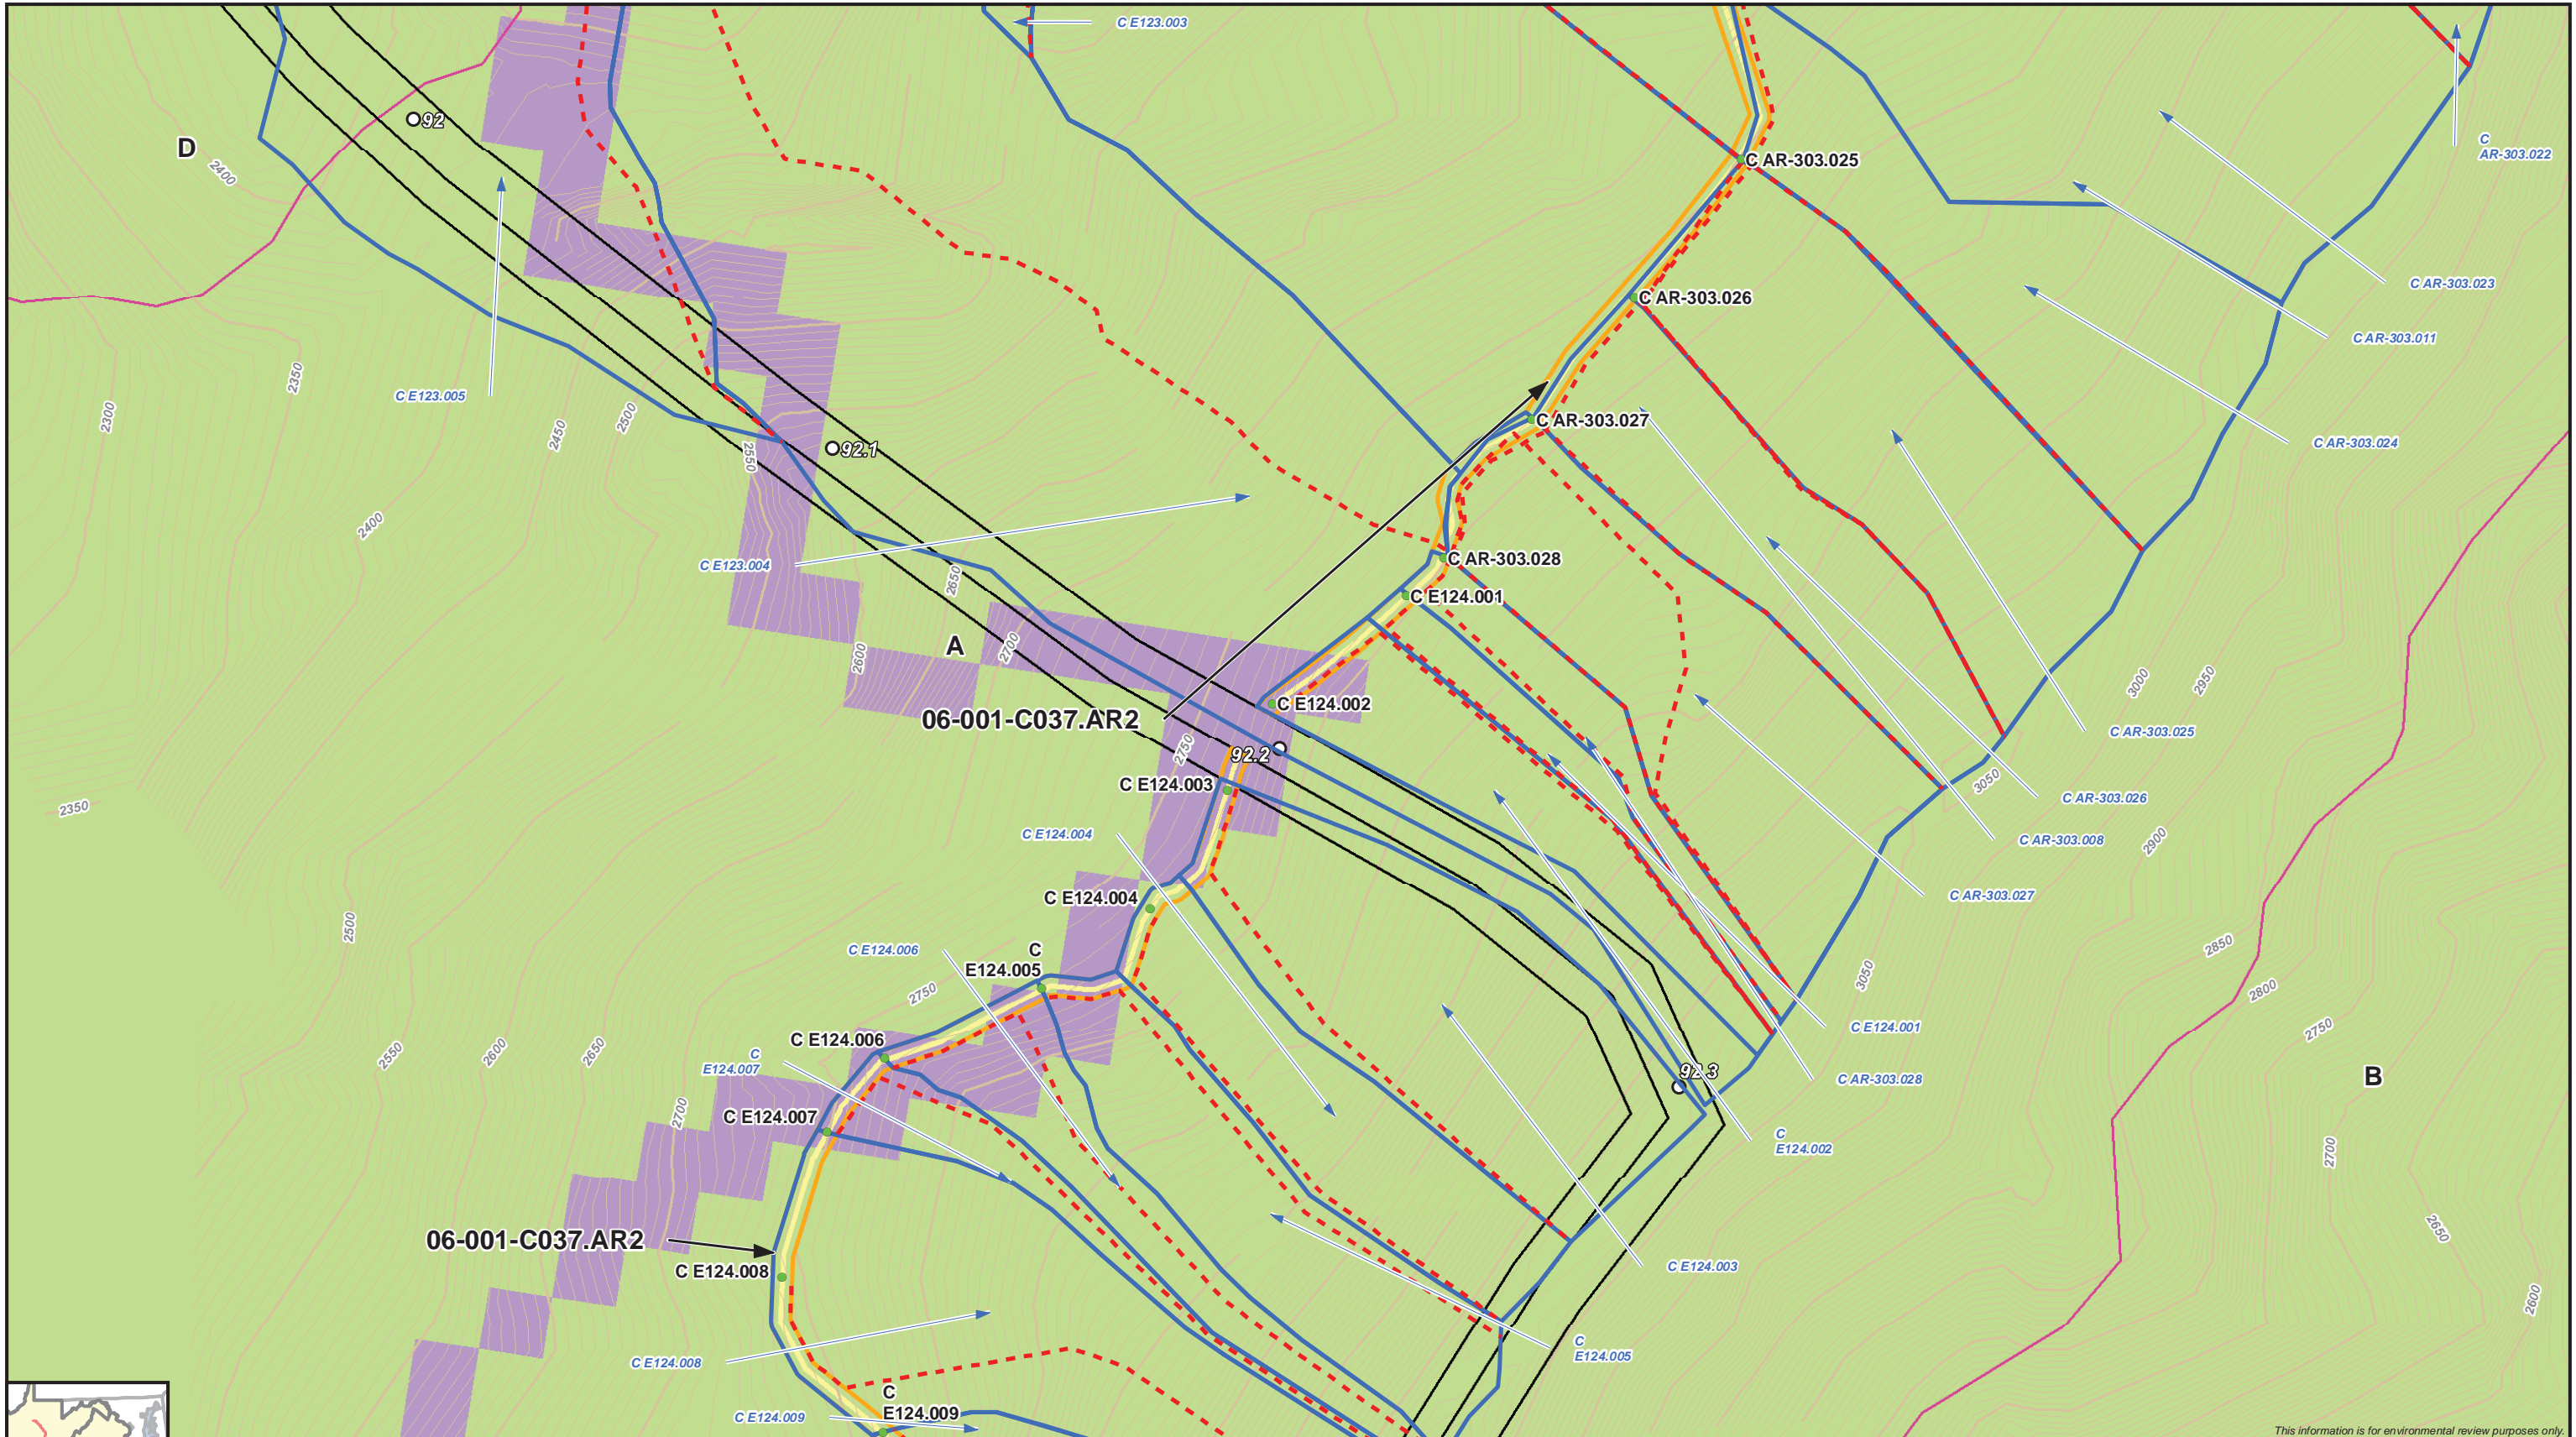 C E123.003
92
D
2400
C AR-303.025
C
AR-303.022
C AR-303.023
C AR-303.026
C AR-303.011
2350
C E123.005
2300
2450
2500
C AR-303.027
C AR-303.024
92.1
2550
2400
C AR-303.028
C E123.004
2650
C E124.001
A
2700
2600
3000
2950
C E124.002
06-001-C037.AR2
C AR-303.025
2750
92.2
C E124.003
3050
C AR-303.026
2350
C E124.004
C AR-303.008
2900
C E124.004
C AR-303.027
2500
C E124.006
C
E124.005
2850
3050
2750
2800
C E124.001
2750
C E124.006
2550
2600
2650
C
E124.007
92.3
C AR-303.028
B
2700
C E124.007
C
E124.002
2700
06-001-C037.AR2
2650
C E124.008
C E124.003
2600
C E124.008
C
E124.005
C E124.009
C
E124.009
This information is for environmental review purposes only.